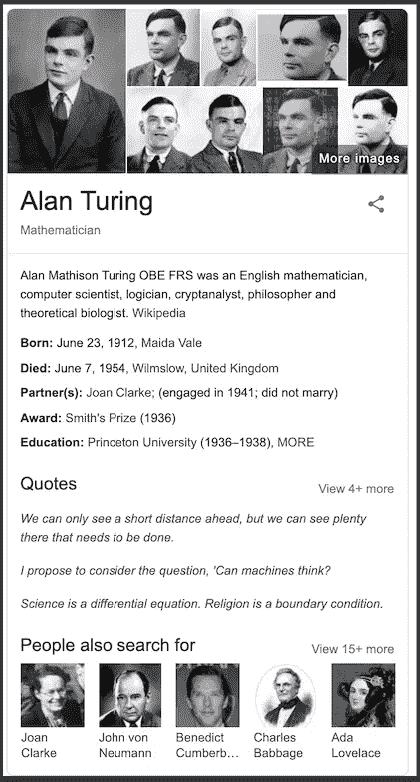 More images
Alan Turing
Mathematician
Alan Mathison Turing OBE FRS was an English mathematician,
computer scientist, logician, cryptanalyst, philosopher and
theoretical biologist. Wikipedia
Born: June 23, 1912, Maida Vale
Died: June 7, 1954, Wilmslow, United Kingdom
Partner(s): Joan Clarke; (engaged in 1941; did not marry)
Award: Smith's Prize (1936)
Education: Princeton University (1936–1938), MORE
Quotes
View 4+ more
We can only see a short distance ahead, but we can see plenty
there that needs to be done.
I propose to consider the question, 'Can machines think?
Science is a differential equation. Religion is a boundary condition.
People also search for
View 15+ more
Joan
Clarke
John von
Neumann
Benedict
Cumberb...
Charles
Babbage
Ada
Lovelace